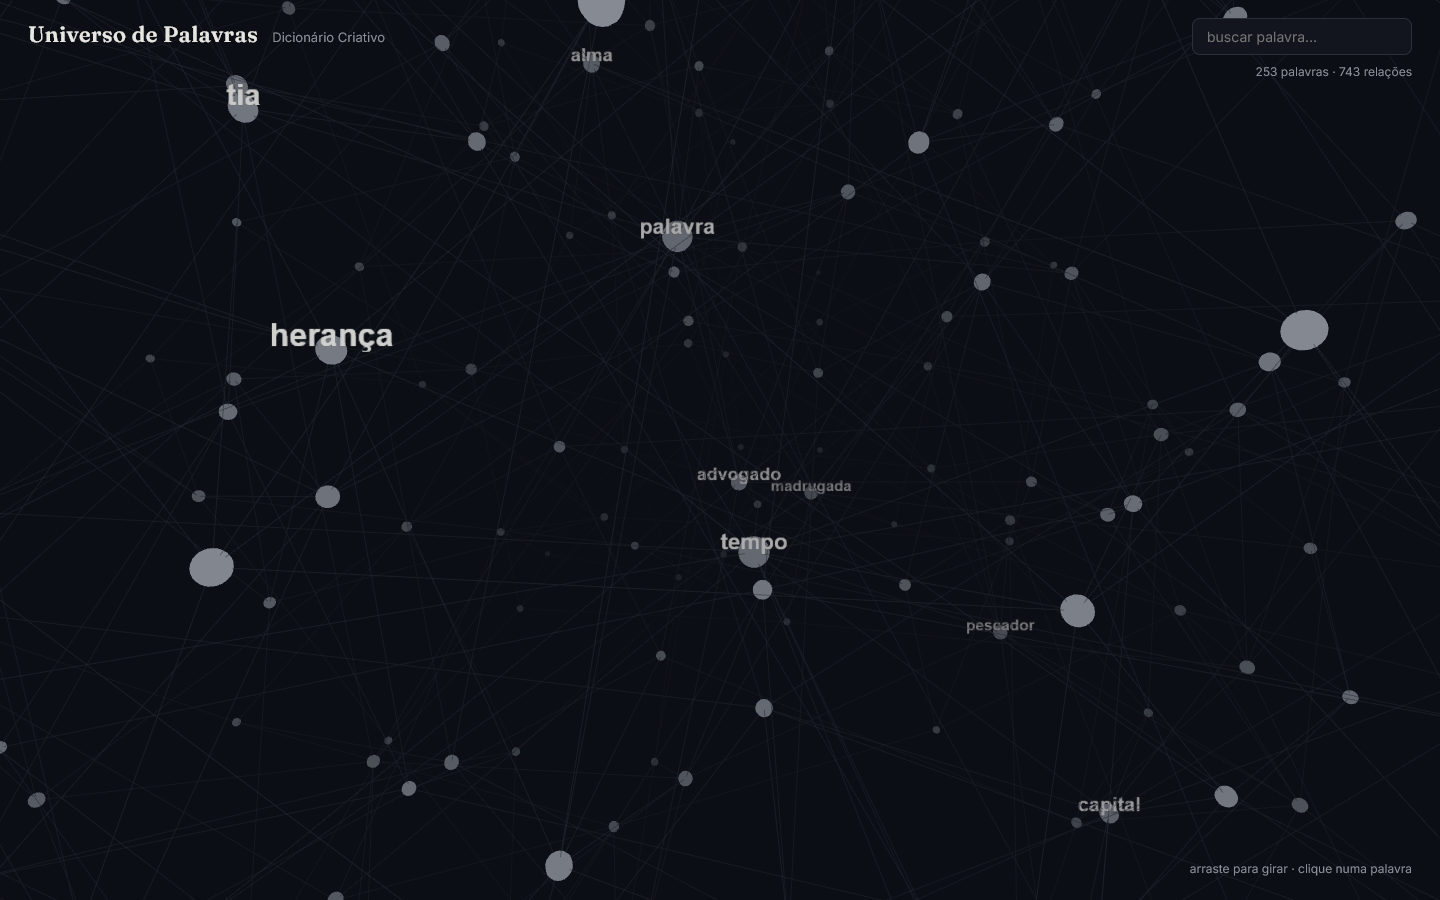 Universo de Palavras Dicionário Criativo
buscar palavra...
253 palavras · 743 relações
alma
tia
palavra
herança
advogado
madrugada
tempo
pescador
capital
arraste para girar · clique numa palavra